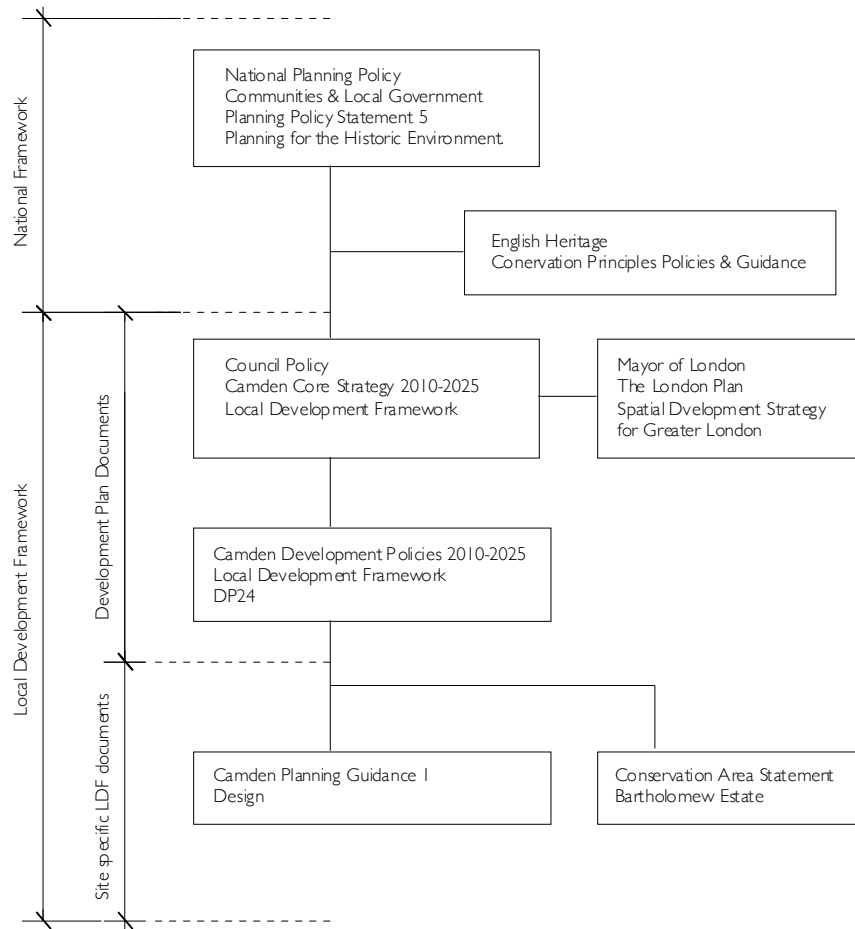 National Framework
National Planning Policy
Communities & Local Government
Planning Policy Statement 5
Planning for the Historic Environment.
English Heritage
Conervation Principles Policies & Guidance
Local Development Framework
Development Plan Documents
Council Policy
Camden Core Strategy 2010-2025
Local Development Framework
Mayor of London
The London Plan
Spatial Dvelopment Strategy
for Greater London
Camden Development Policies 2010-2025
Local Development Framework
DP24
Site specific LDF documents
Camden Planning Guidance 1
Design
Conservation Area Statement
Bartholomew Estate